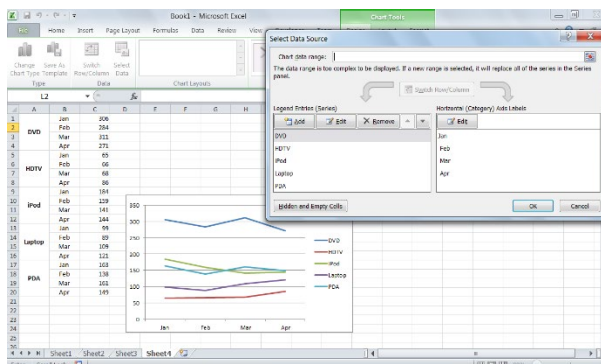 Book1 - Microsoft Excel
Chart Tools
File Home Insert Page Layout Formulas Data Review View
Change Chart Type
Save As Template
Switch Row/Column
Select Data
Type Data Chart Layouts
L2 fx
A B C D E F G H
1 Jan 306
2 DVD Feb 284
3 Mar 311
4 Apr 271
5 Jan 65
6 HDTV Feb 66
7 Mar 68
8 Apr 86
9 Jan 184
10 iPod Feb 159
11 Mar 141
12 Apr 144
13 Jan 99
14 Laptop Feb 89
15 Mar 109
16 Apr 121
17 Jan 163
18 PDA Feb 138
19 Mar 161
20 Apr 149
21
22
23
24
25
350
300
250
200
150
100
50
0
Jan Feb Mar Apr
DVD
HDTV
iPod
Laptop
PDA
Select Data Source
Chart data range:
The data range is too complex to be displayed. If a new range is selected, it will replace all of the series in the Series
panel.
Switch Row/Column
Legend Entries (Series)
Add Edit Remove
DVD
HDTV
iPod
Laptop
PDA
Horizontal (Category) Axis Labels
Edit
Jan
Feb
Mar
Apr
Hidden and Empty Cells
OK Cancel
Sheet1 Sheet2 Sheet3 Sheet4